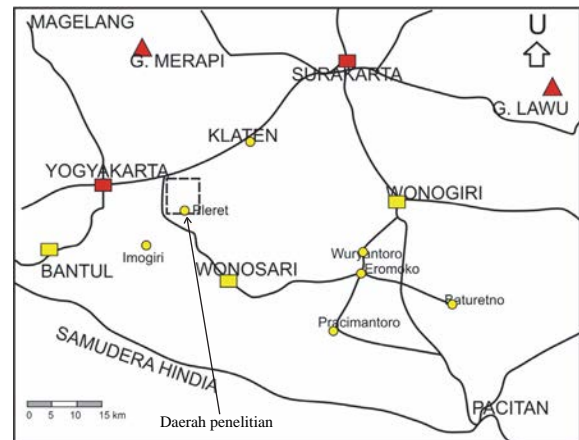 MAGELANG
U
G. MERAPI
SURAKARTA
G. LAWU
KLATEN
YOGYAKARTA
WONOGIRI
Pleret
Imogiri
BANTUL
WONOSARI
Wuryantoro
Eromoko
Baturetno
Pracimantoro
SAMUDERA HINDIA
PACITAN
0 5 10 15 km
Daerah penelitian